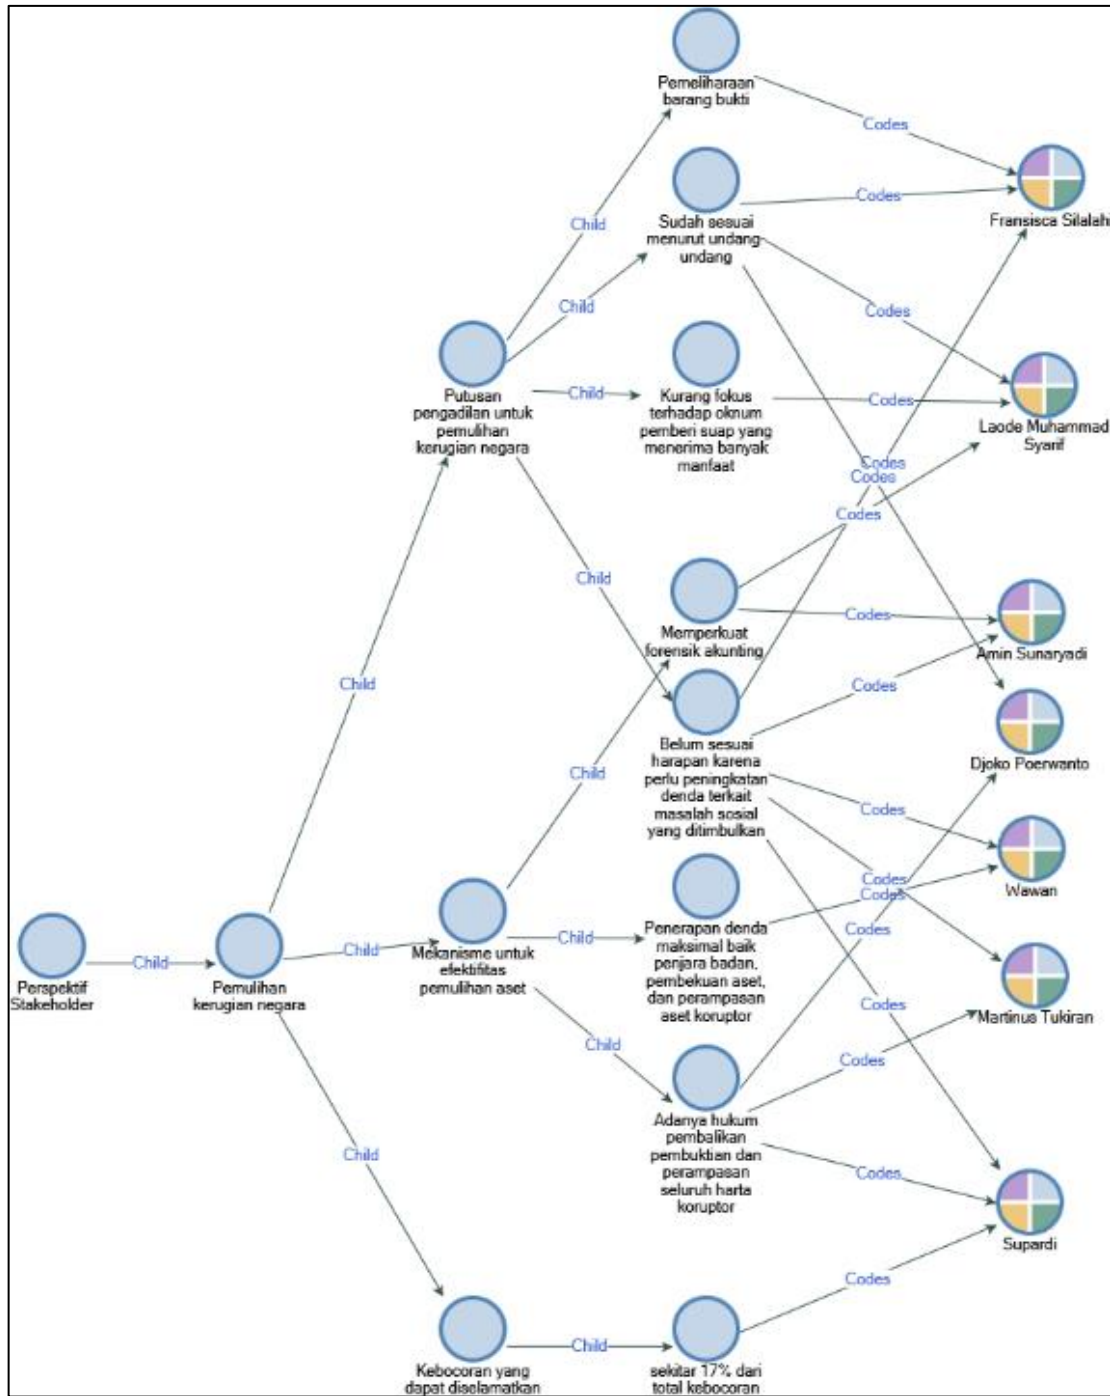 Pemeliharaan
barang bukti
Codes
Fransisca Silalahi
Child
Sudah sesuai
menurut undang
undang
Codes
Child
Codes
Putusan
pengadilan untuk
pemulihan
kerugian negara
Child
Kurang fokus
terhadap oknum
pemberi suap yang
menerima banyak
manfaat
Codes
Laode Muhammad
Syarif
Codes
Codes
Codes
Child
Memperkuat
forensik akunting
Codes
Amin Sunaryadi
Child
Codes
Belum sesuai
harapan karena
perlu peningkatan
denda terkait
masalah sosial
yang ditimbulkan
Djoko Poerwanto
Child
Codes
Wawan
Codes
Codes
Perspektif
Stakeholder
Child
Pemulihan
kerugian negara
Child
Mekanisme untuk
efektifitas
pemulihan aset
Child
Penerapan denda
maksimal baik
penjara badan,
pembekuan aset,
dan perampasan
aset koruptor
Codes
Codes
Martinus Tukiran
Child
Codes
Adanya hukum
pembalikan
pembuktian dan
perampasan
seluruh harta
koruptor
Codes
Supardi
Child
Codes
Kebocoran yang
dapat diselamatkan
Child
sekitar 17% dari
total kebocoran